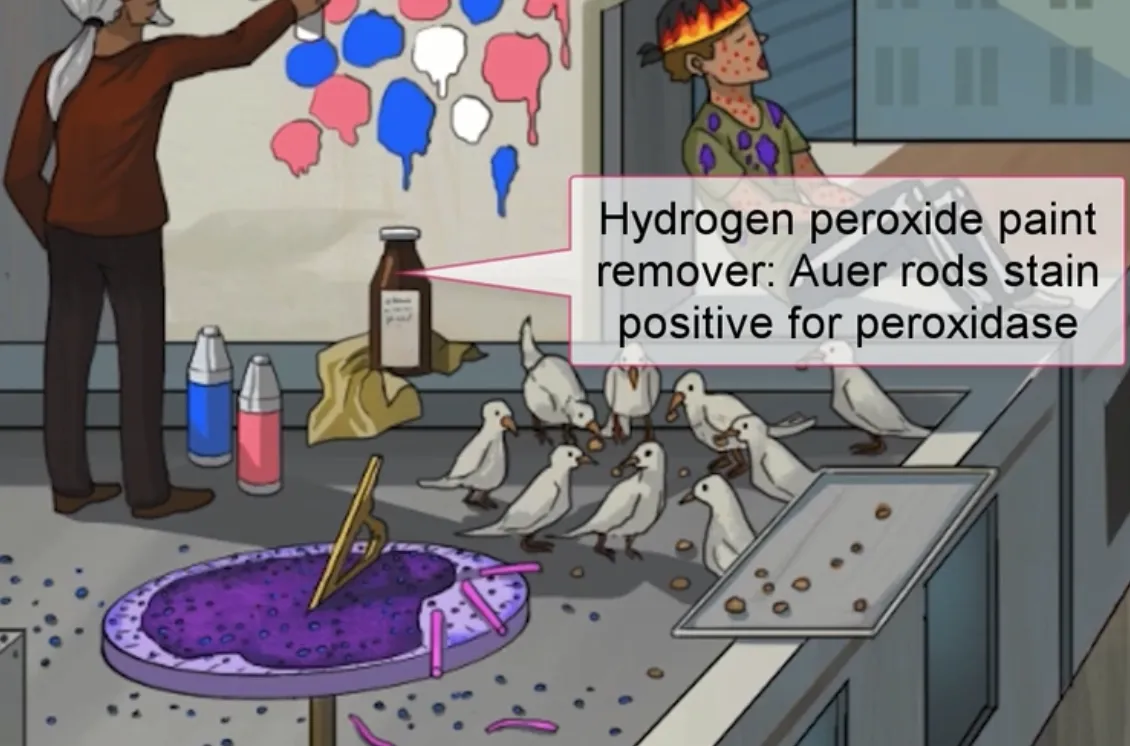 Hydrogen peroxide paint
remover: Auer rods stain
positive for peroxidase